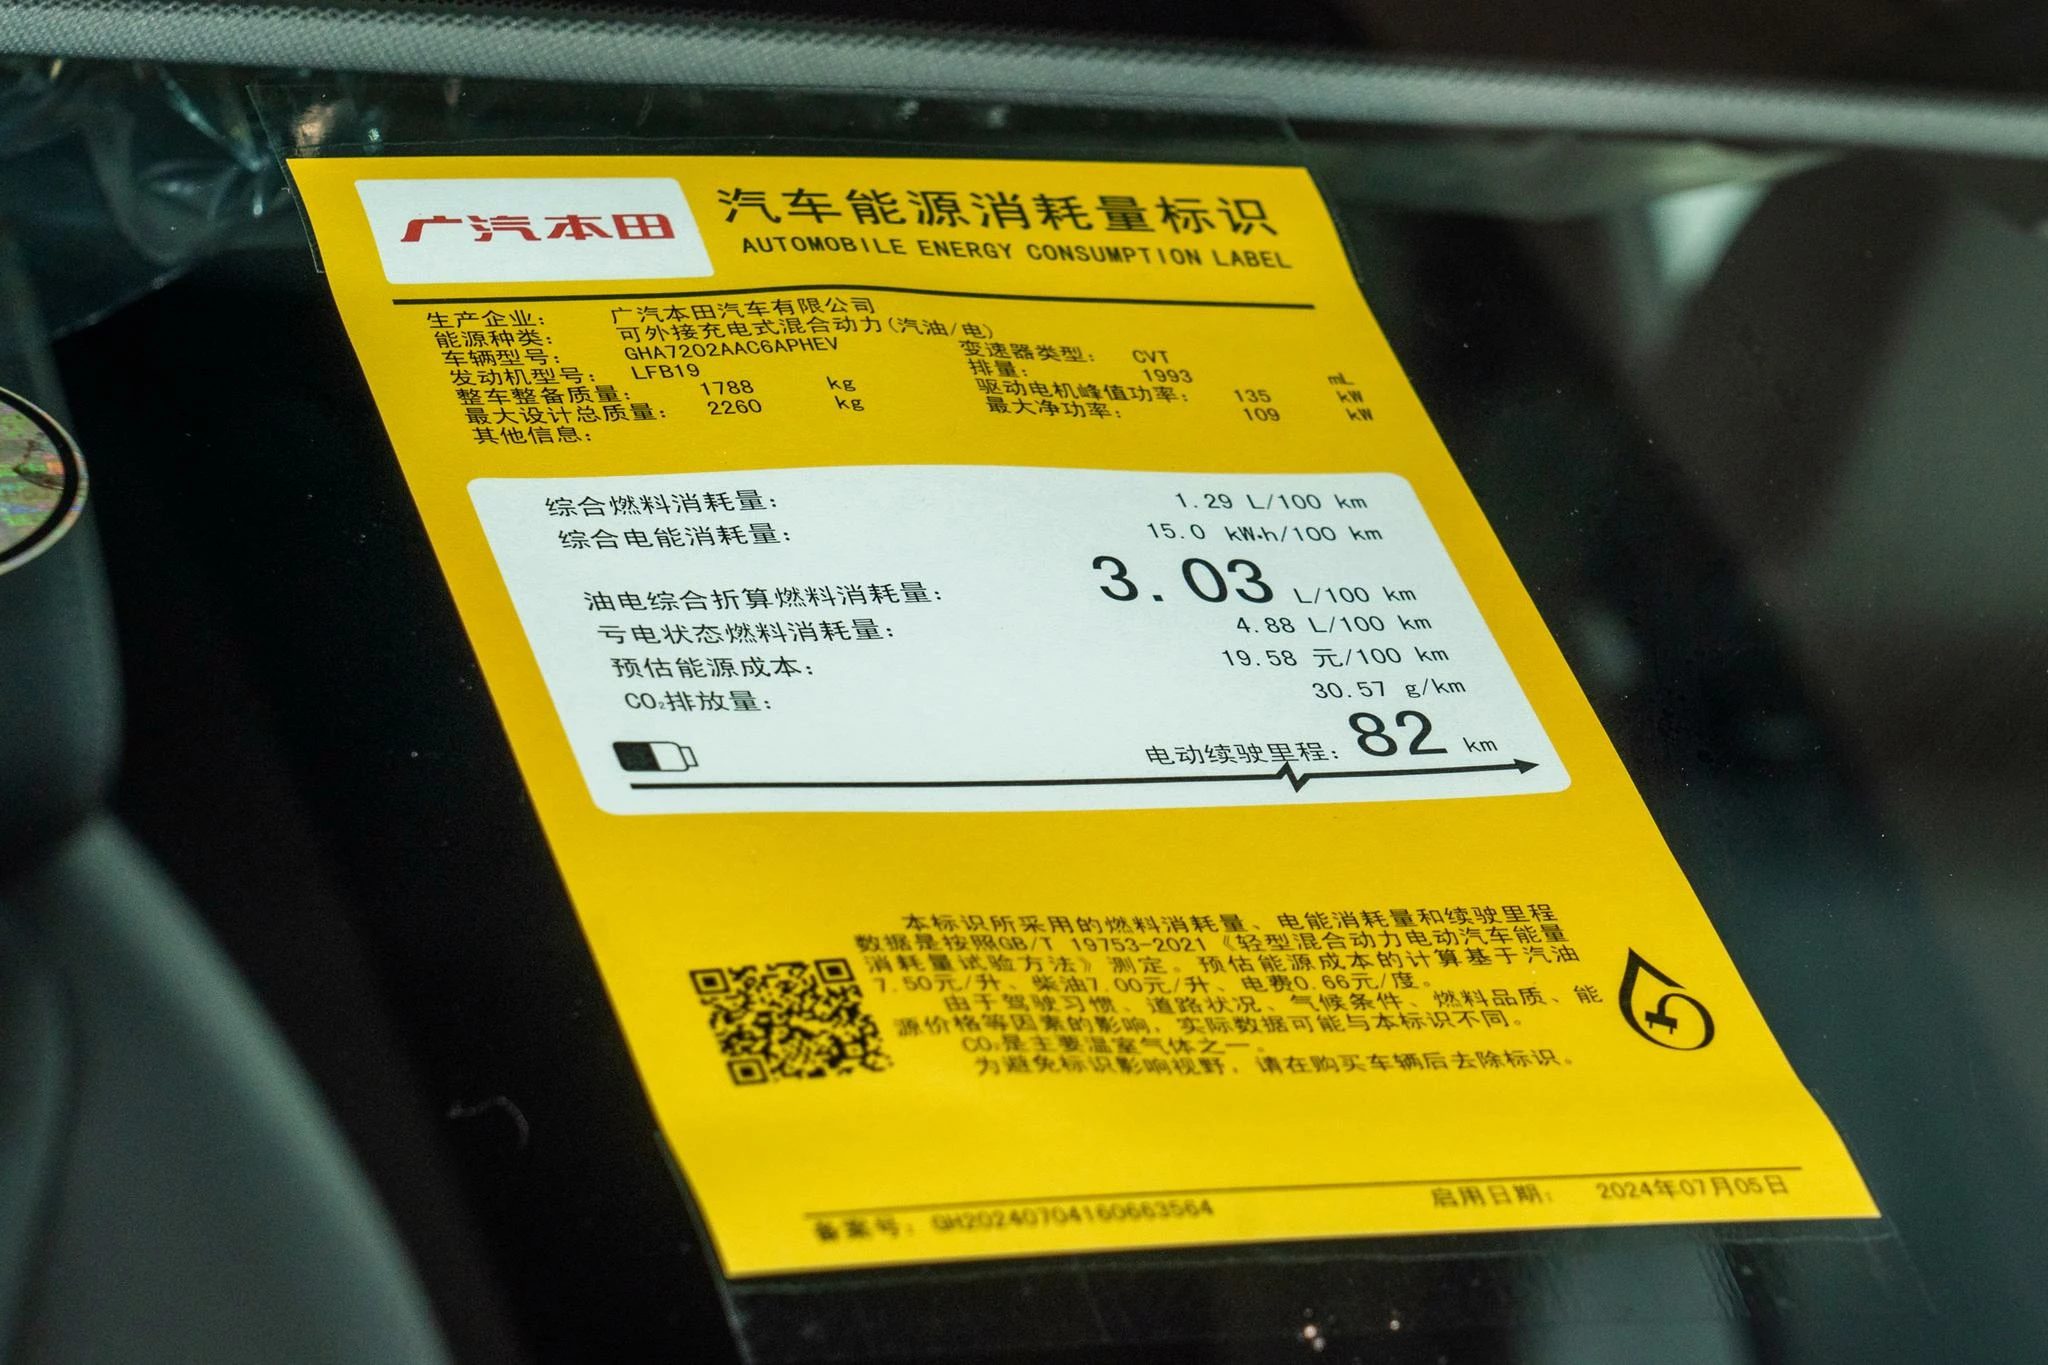 广汽本田
汽车能源消耗量标识
AUTOMOBILE ENERGY CONSUMPTION LABEL
生产企业: 广汽本田汽车有限公司
能源种类: 可外接充电式混合动力(汽油/电)
车辆型号: GHA7202AAC6APHEV 变速器类型: CVT
发动机型号: LFB19 排量: 1993 mL
整车整备质量: 1788 kg 驱动电机峰值功率: 135 kW
最大设计总质量: 2260 kg 最大净功率: 109 kW
其他信息:
综合燃料消耗量: 1.29 L/100 km
综合电能消耗量: 15.0 kW·h/100 km
油电综合折算燃料消耗量: 3.03 L/100 km
亏电状态燃料消耗量: 4.88 L/100 km
预估能源成本: 19.58 元/100 km
CO₂排放量: 30.57 g/km
电动续驶里程: 82 km
本标识所采用的燃料消耗量、电能消耗量和续驶里程
数据是按照GB/T 19753-2021《轻型混合动力电动汽车能量
消耗量试验方法》测定。预估能源成本的计算基于汽油
7.50元/升、柴油7.00元/升、电费0.66元/度。
由于驾驶习惯、道路状况、气候条件、燃料品质、能
源价格等因素的影响,实际数据可能与本标识不同。
CO₂是主要温室气体之一。
为避免标识影响视野,请在购买车辆后去除标识。
备案号: GH20240704160663564 启用日期: 2024年07月05日